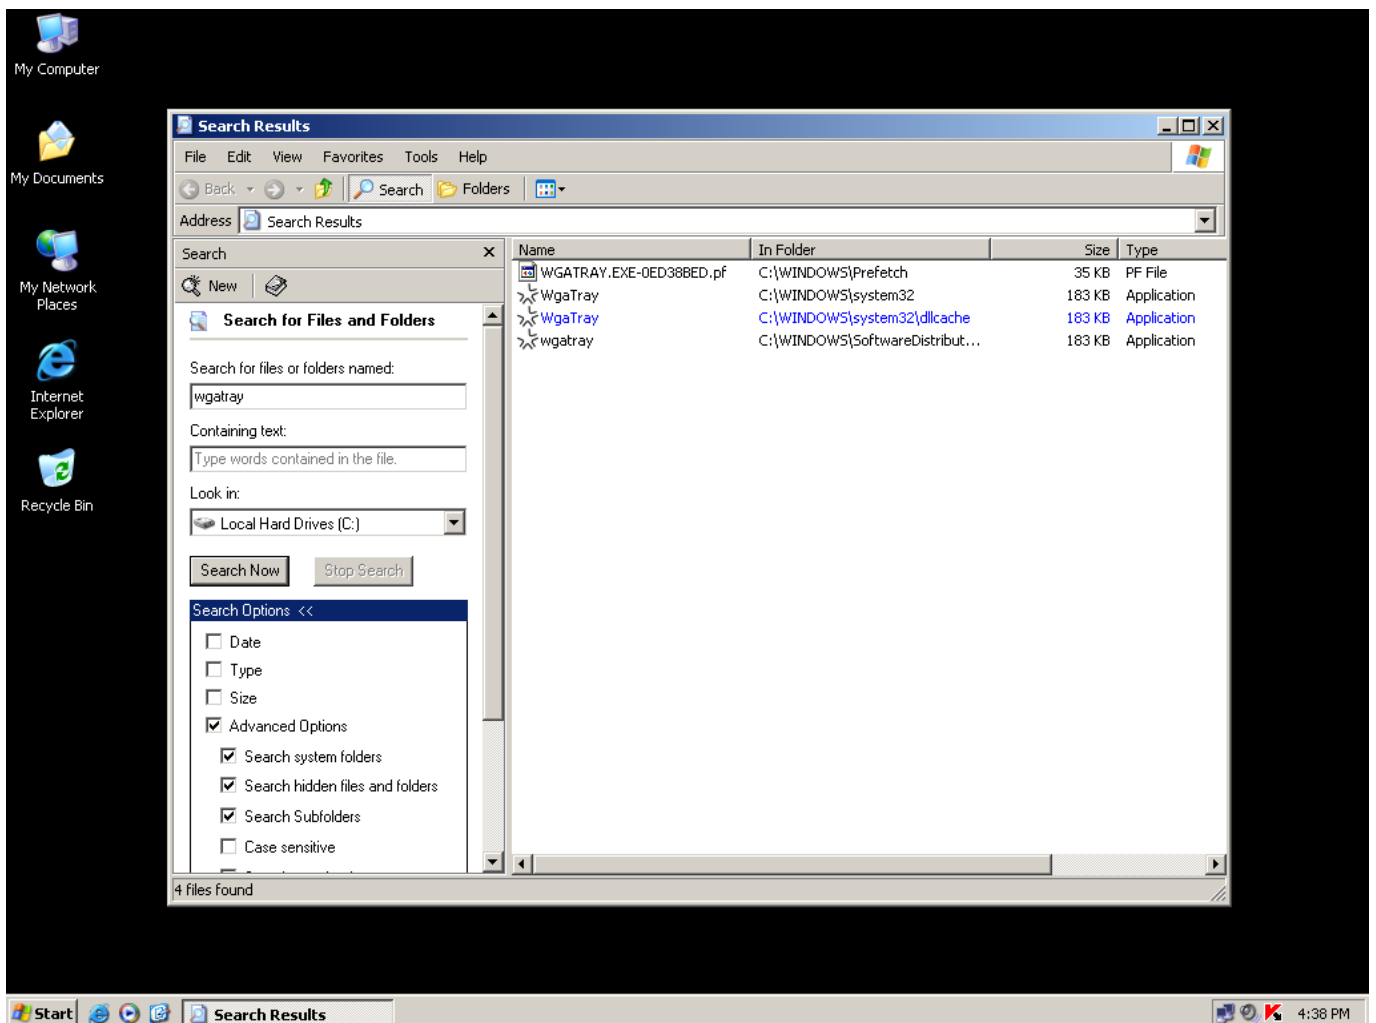 My Computer
My Documents
My Network
Places
Internet
Explorer
Recycle Bin
Search Results
File Edit View Favorites Tools Help
Back Search Folders
Address Search Results
Search
New
Search for Files and Folders
Search for files or folders named:
wgatray
Containing text:
Type words contained in the file.
Look in:
Local Hard Drives (C:)
Search Now Stop Search
Search Options <<
Date
Type
Size
Advanced Options
Search system folders
Search hidden files and folders
Search Subfolders
Case sensitive
Name In Folder Size Type
WGATRAY.EXE-0ED38BED.pf C:\WINDOWS\Prefetch 35 KB PF File
WgaTray C:\WINDOWS\system32 183 KB Application
WgaTray C:\WINDOWS\system32\dllcache 183 KB Application
wgatray C:\WINDOWS\SoftwareDistribut... 183 KB Application
4 files found
Start Search Results 4:38 PM